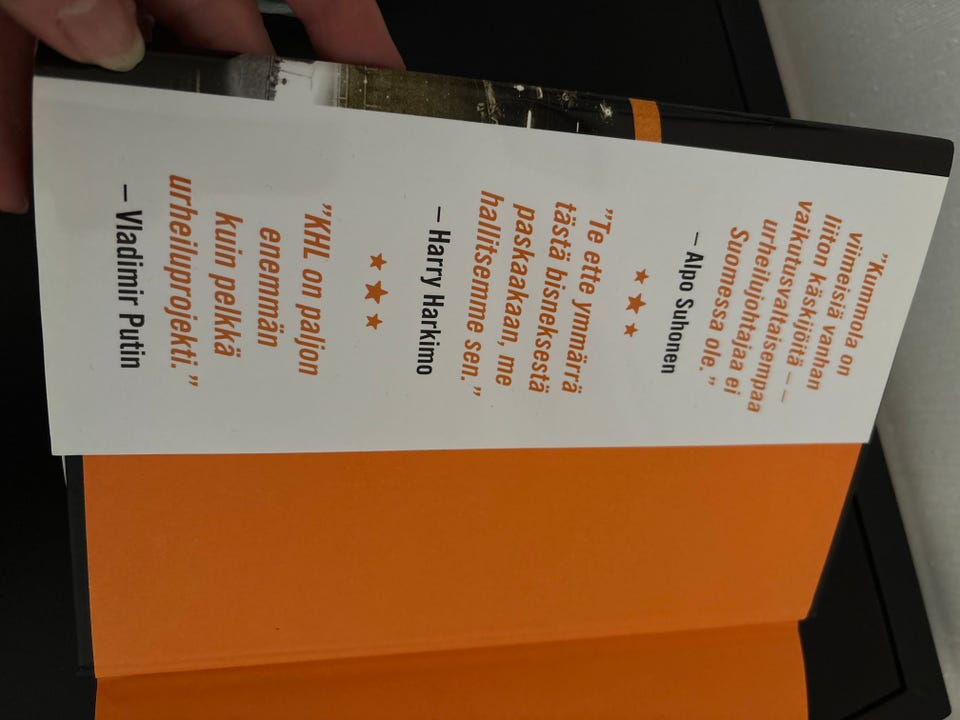 ”Kummola on
viimeisiä vanhan
liiton käskijöitä – –
vaikutusvaltaisempaa
urheilujohtajaa ei
Suomessa ole.”
– Alpo Suhonen
”Te ette ymmärrä
tästä bisneksestä
paskaakaan, me
hallitsemme sen.”
– Harry Harkimo
”KHL on paljon
enemmän
kuin pelkkä
urheiluprojekti.”
– Vladimir Putin